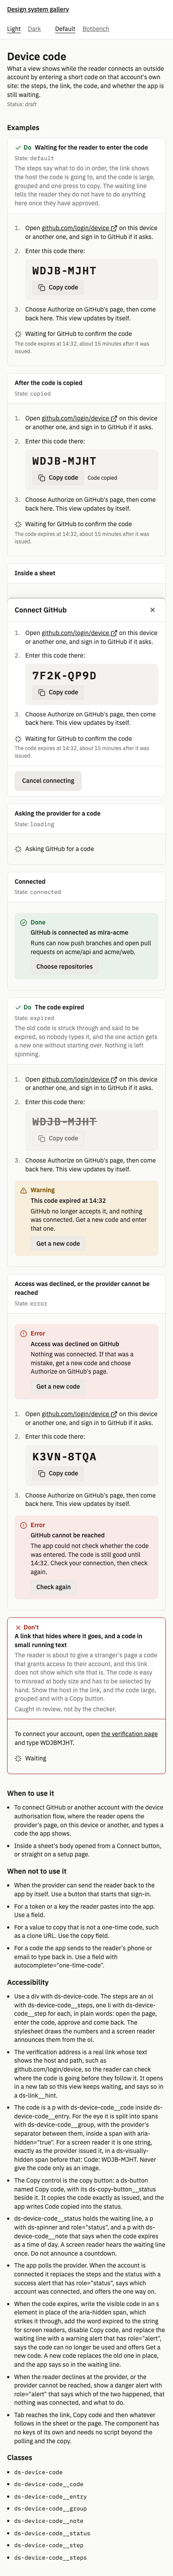 Design system gallery
Light Dark Default Botbench
Device code
What a view shows while the reader connects an outside
account by entering a short code on that account's own
site: the steps, the link, the code, and whether the app is
still waiting.
Status: draft
Examples
Do Waiting for the reader to enter the code
State: default
The steps say what to do in order, the link shows
the host the reader is going to, and the code is large,
grouped and one press to copy. The waiting line
tells the reader they do not have to do anything
here once they have approved.
1. Open github.com/login/device on this device
or another one, and sign in to GitHub if it asks.
2. Enter this code there:
WDJB-MJHT
Copy code
3. Choose Authorize on GitHub's page, then come
back here. This view updates by itself.
Waiting for GitHub to confirm the code
The code expires at 14:32, about 15 minutes after it was
issued.
After the code is copied
State: copied
1. Open github.com/login/device on this device
or another one, and sign in to GitHub if it asks.
2. Enter this code there:
WDJB-MJHT
Copy code Code copied
3. Choose Authorize on GitHub's page, then come
back here. This view updates by itself.
Waiting for GitHub to confirm the code
The code expires at 14:32, about 15 minutes after it was
issued.
Inside a sheet
Connect GitHub
1. Open github.com/login/device on this device
or another one, and sign in to GitHub if it asks.
2. Enter this code there:
7F2K-QP9D
Copy code
3. Choose Authorize on GitHub's page, then come
back here. This view updates by itself.
Waiting for GitHub to confirm the code
The code expires at 14:32, about 15 minutes after it was
issued.
Cancel connecting
Asking the provider for a code
State: loading
Asking GitHub for a code
Connected
State: connected
Done
GitHub is connected as mira-acme
Runs can now push branches and open pull
requests on acme/api and acme/web.
Choose repositories
Do The code expired
State: expired
The old code is struck through and said to be
expired, so nobody types it, and the one action gets
a new one without starting over. Nothing is left
spinning.
1. Open github.com/login/device on this device
or another one, and sign in to GitHub if it asks.
2. Enter this code there:
WDJB-MJHT
Copy code
3. Choose Authorize on GitHub's page, then come
back here. This view updates by itself.
Warning
This code expired at 14:32
GitHub no longer accepts it, and nothing
was connected. Get a new code and enter
that one.
Get a new code
Access was declined, or the provider cannot be
reached
State: error
Error
Access was declined on GitHub
Nothing was connected. If that was a
mistake, get a new code and choose
Authorize on GitHub's page.
Get a new code
1. Open github.com/login/device on this device
or another one, and sign in to GitHub if it asks.
2. Enter this code there:
K3VN-8TQA
Copy code
3. Choose Authorize on GitHub's page, then come
back here. This view updates by itself.
Error
GitHub cannot be reached
The app could not check whether the code
was entered. The code is still good until
14:32. Check your connection, then check
again.
Check again
Don't
A link that hides where it goes, and a code in
small running text
The reader is about to give a stranger's page a code
that grants access to their account, and the link
does not show which site that is. The code is easy
to misread at body size and has to be selected by
hand. Show the host in the link, and the code large,
grouped and with a Copy button.
Caught in review, not by the checker.
To connect your account, open the verification page
and type WDJBMJHT.
Waiting
When to use it
• To connect GitHub or another account with the device
authorisation flow, where the reader opens the
provider's page, on this device or another, and types a
code the app shows.
• Inside a sheet's body opened from a Connect button,
or straight on a setup page.
When not to use it
• When the provider can send the reader back to the
app by itself. Use a button that starts sign-in.
• For a token or a key the reader pastes into the app.
Use a field.
• For a value to copy that is not a one-time code, such
as a clone URL. Use the copy field.
• For a code the app sends to the reader's phone or
email to type back in. Use a field with
autocomplete="one-time-code".
Accessibility
• Use a div with ds-device-code. The steps are an ol
with ds-device-code__steps, one li with ds-device-
code__step for each, in plain words: open the page,
enter the code, approve and come back. The
stylesheet draws the numbers and a screen reader
announces them from the ol.
• The verification address is a real link whose text
shows the host and path, such as
github.com/login/device, so the reader can check
where the code is going before they follow it. It opens
in a new tab so this view keeps waiting, and says so in
a ds-link__hint.
• The code is a p with ds-device-code__code inside ds-
device-code__entry. For the eye it is split into spans
with ds-device-code__group, with the provider's
separator between them, inside a span with aria-
hidden="true". For a screen reader it is one string,
exactly as the provider issued it, in a ds-visually-
hidden span before that: Code: WDJB-MJHT. Never
give the code only as an image.
• The Copy control is the copy button: a ds-button
named Copy code, with its ds-copy-button__status
beside it. It copies the code exactly as issued, and the
app writes Code copied into the status.
• ds-device-code__status holds the waiting line, a p
with ds-spinner and role="status", and a p with ds-
device-code__note that says when the code expires
as a time of day. A screen reader hears the waiting line
once. Do not announce a countdown.
• The app polls the provider. When the account is
connected it replaces the steps and the status with a
success alert that has role="status", says which
account was connected, and offers the one way on.
• When the code expires, write the visible code in an s
element in place of the aria-hidden span, which
strikes it through, add the word expired to the string
for screen readers, disable Copy code, and replace the
waiting line with a warning alert that has role="alert",
says the code can no longer be used and offers Get a
new code. A new code replaces the old one in place,
and the app says so in the waiting line.
• When the reader declines at the provider, or the
provider cannot be reached, show a danger alert with
role="alert" that says which of the two happened, that
nothing was connected, and what to do.
• Tab reaches the link, Copy code and then whatever
follows in the sheet or the page. The component has
no keys of its own and needs no script beyond the
polling and the copy.
Classes
• ds-device-code
• ds-device-code__code
• ds-device-code__entry
• ds-device-code__group
• ds-device-code__note
• ds-device-code__status
• ds-device-code__step
• ds-device-code__steps